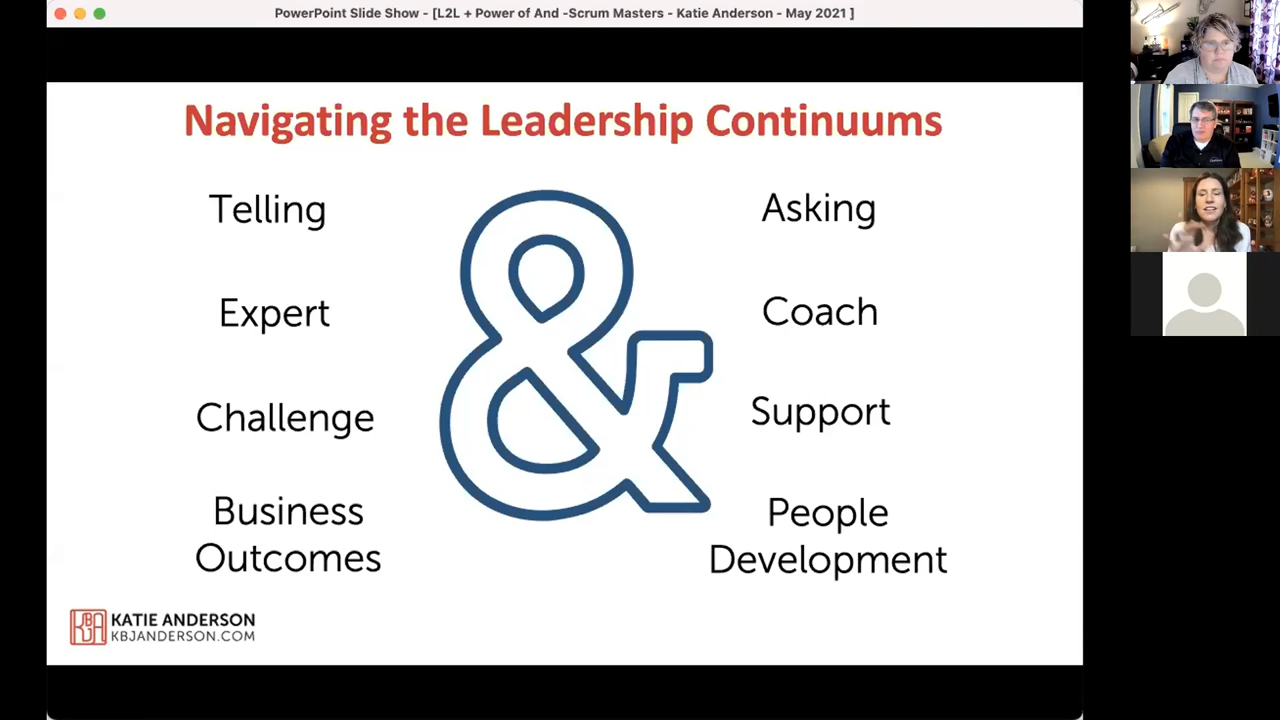 PowerPoint Slide Show - [L2L + Power of And -Scrum Masters - Katie Anderson - May 2021 ]
Navigating the Leadership Continuums
Telling
Asking
&
Expert
Coach
Challenge
Support
Business
Outcomes
People
Development
KATIE ANDERSON
KBJANDERSON.COM